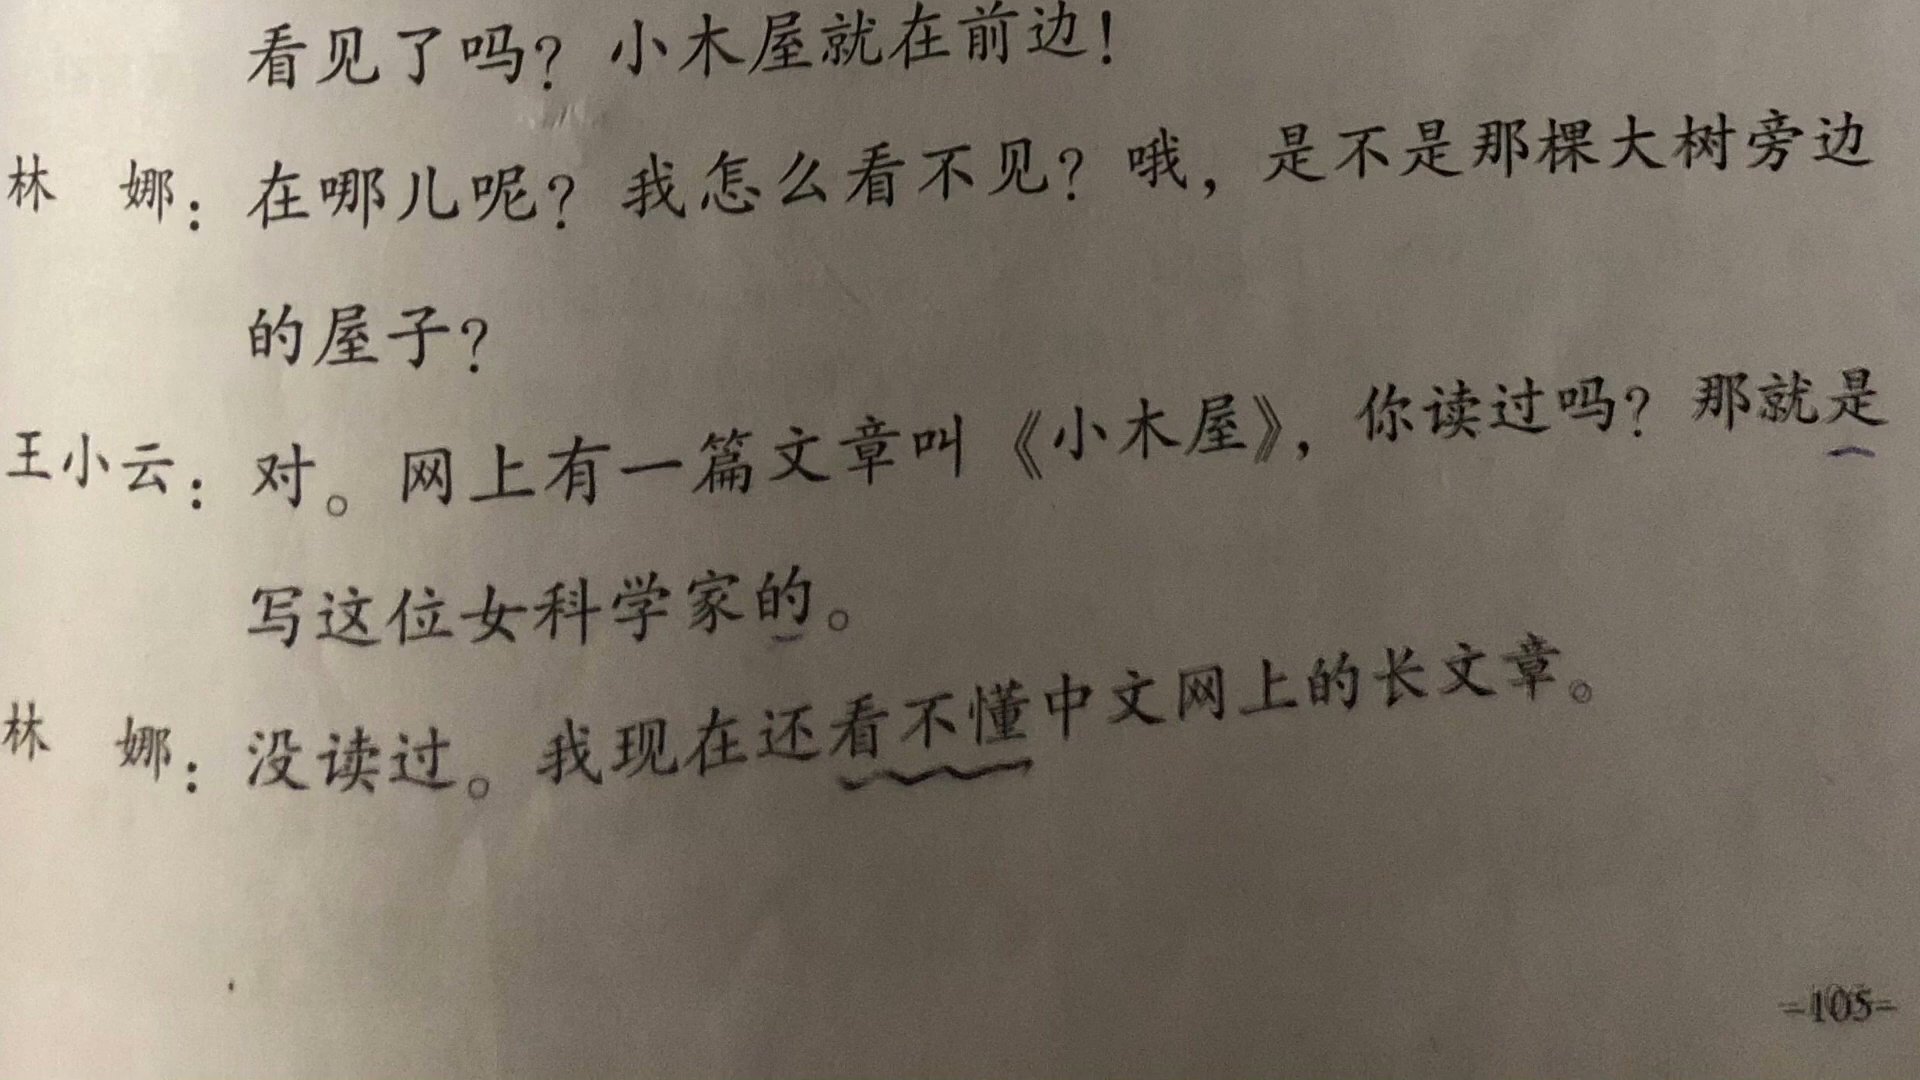 看见了吗？小木屋就在前边！
林 娜：在哪儿呢？我怎么看不见？哦，是不是那棵大树旁边
的屋子？
王小云：对。网上有一篇文章叫《小木屋》，你读过吗？那就是
写这位女科学家的。
林 娜：没读过。我现在还看不懂中文网上的长文章。
-105-